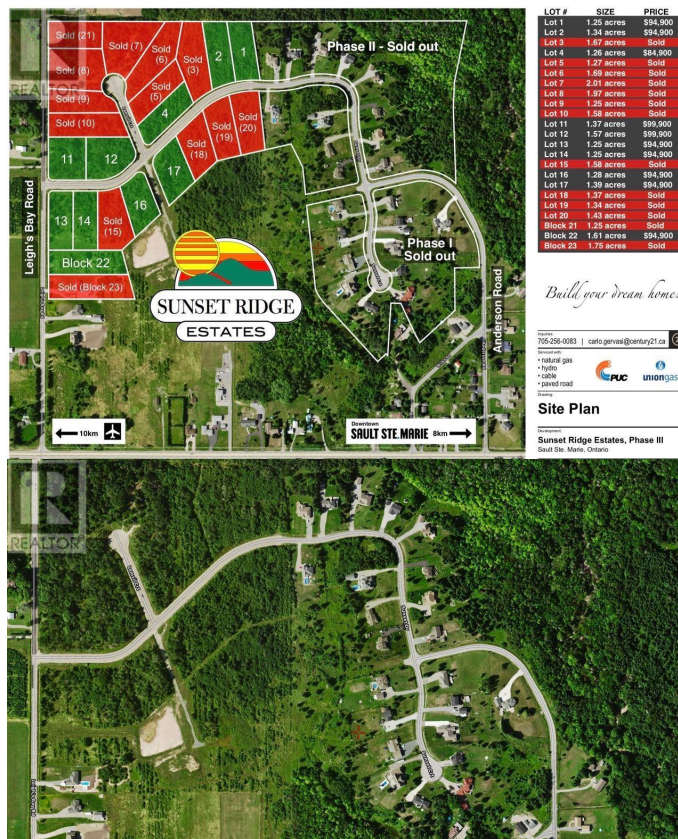 Sold (21)
Sold (7)
Sold
(6)
Sold
(3)
2
1
Phase II - Sold out
Sold (8)
Sold
(5)
Sold (9)
4
Sold
(20)
Sold (10)
Sold
(19)
Sold
(18)
11
12
17
13
14
Sold
(15)
16
Block 22
Sold (Block 23)
Leigh's Bay Road
Phase I
Sold out
Anderson Road
SUNSET RIDGE
ESTATES
10km
Downtown
SAULT STE. MARIE 8km
REALTOR
LOT # SIZE PRICE
Lot 1 1.25 acres $94,900
Lot 2 1.34 acres $94,900
Lot 3 1.67 acres Sold
Lot 4 1.26 acres $84,900
Lot 5 1.27 acres Sold
Lot 6 1.69 acres Sold
Lot 7 2.01 acres Sold
Lot 8 1.97 acres Sold
Lot 9 1.25 acres Sold
Lot 10 1.58 acres Sold
Lot 11 1.37 acres $99,900
Lot 12 1.57 acres $99,900
Lot 13 1.25 acres $94,900
Lot 14 1.25 acres $94,900
Lot 15 1.58 acres Sold
Lot 16 1.28 acres $94,900
Lot 17 1.39 acres $94,900
Lot 18 1.37 acres Sold
Lot 19 1.34 acres Sold
Lot 20 1.43 acres Sold
Block 21 1.25 acres Sold
Block 22 1.61 acres $94,900
Block 23 1.75 acres Sold
Build your dream home
Inquiries:
705-256-0083 | carlo.gervasi@century21.ca
Serviced with:
• natural gas
• hydro
• cable
• paved road
PUC
uniongas
Drawing:
Site Plan
Development:
Sunset Ridge Estates, Phase III
Sault Ste. Marie, Ontario
REALTOR